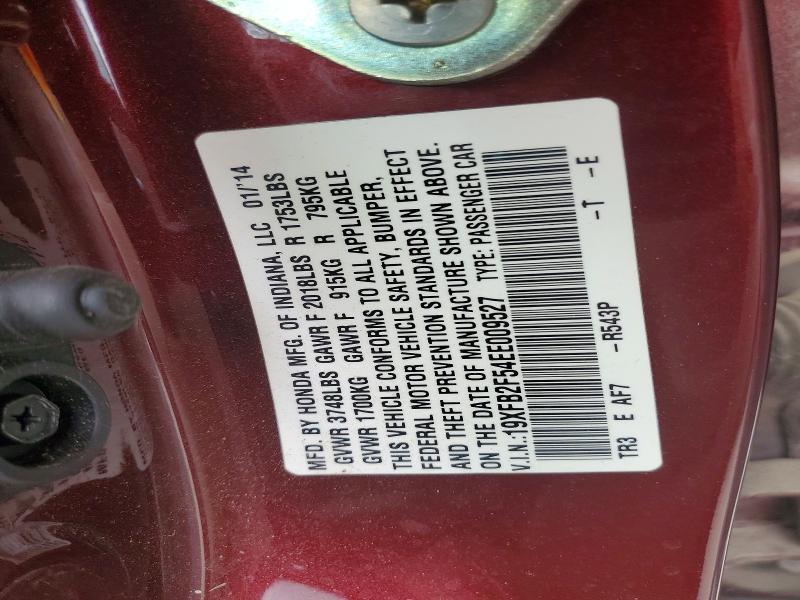 MFD. BY HONDA MFG. OF INDIANA, LLC 01/'14
GVWR 3748LBS GAWR F 2018LBS R 1753LBS
GVWR 1700KG GAWR F 915KG R 795KG
THIS VEHICLE CONFORMS TO ALL APPLICABLE
FEDERAL MOTOR VEHICLE SAFETY, BUMPER,
AND THEFT PREVENTION STANDARDS IN EFFECT
ON THE DATE OF MANUFACTURE SHOWN ABOVE.
V.I.N.:19XFB2F54EE009527 TYPE: PASSENGER CAR
TR3 E AF7 -R543P -T -E